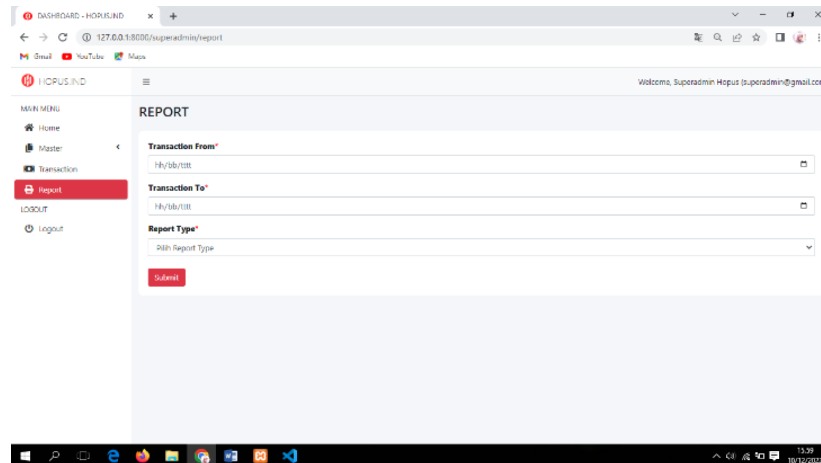 DASHBOARD - HOPUS.IND
127.0.0.1:8000/superadmin/report
Gmail YouTube Maps
HOPUS.IND
Welcome, Superadmin Hopus (superadmin@gmail.com
MAIN MENU
Home
Master
Transaction
Report
LOGOUT
Logout
REPORT
Transaction From*
hh/bb/tttt
Transaction To*
hh/bb/tttt
Report Type*
Pilih Report Type
Submit
15.59